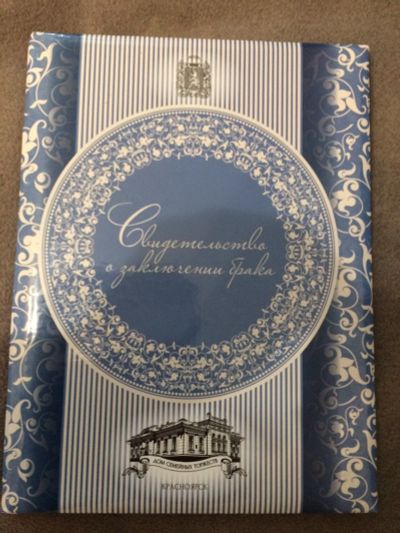 Свидетельство
о заключении брака
ДОМ СЕМЕЙНЫХ ТОРЖЕСТВ
КРАСНОЯРСК